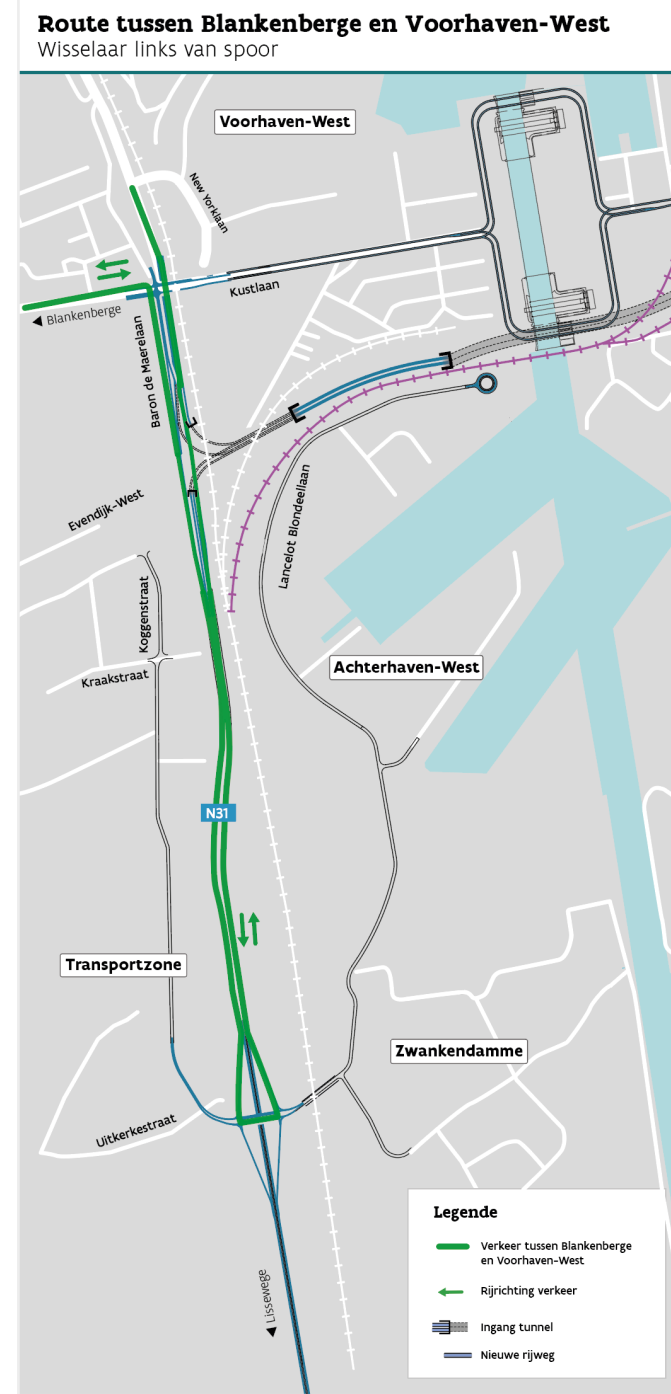 Route tussen Blankenberge en Voorhaven-West
Wisselaar links van spoor
Voorhaven-West
New Yorklaan
Kustlaan
◀ Blankenberge
Baron de Maerelaan
Evendijk-West
Lancelot Blondeellaan
Koggenstraat
Achterhaven-West
Kraakstraat
N31
Transportzone
Zwankendamme
Uitkerkestraat
◀ Lissewege
Legende
Verkeer tussen Blankenberge
en Voorhaven-West
Rijrichting verkeer
Ingang tunnel
Nieuwe rijweg